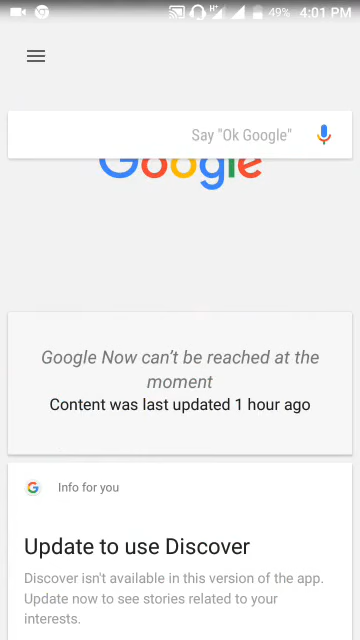 H+ 49% 4:01 PM
Say "Ok Google"
Google
Google Now can't be reached at the
moment
Content was last updated 1 hour ago
G Info for you
Update to use Discover
Discover isn't available in this version of the app.
Update now to see stories related to your
interests.